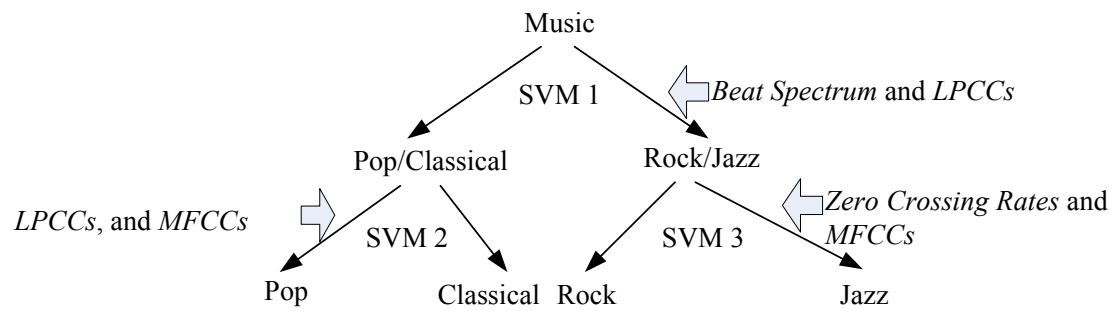 Music
SVM 1
Beat Spectrum and LPCCs
Pop/Classical
Rock/Jazz
LPCCs, and MFCCs
SVM 2
SVM 3
Zero Crossing Rates and
MFCCs
Pop
Classical
Rock
Jazz